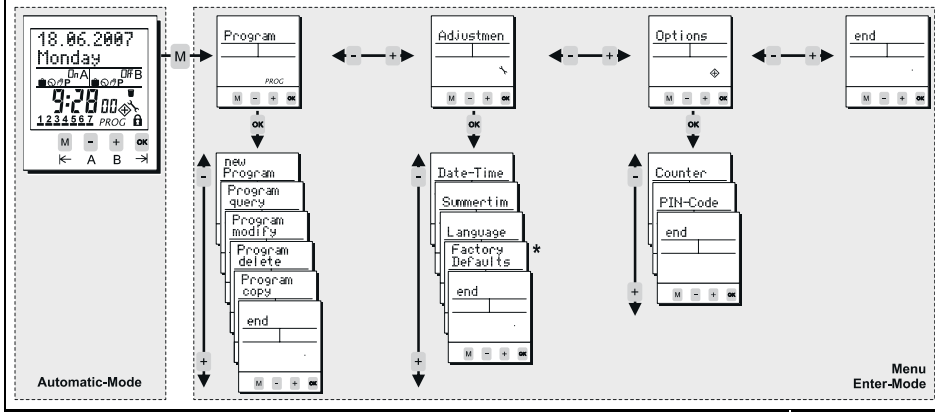 18.06.2007
Monday
On A Off B
P P
9:28 00
1234567 PROG
M - + OK
A B
Automatic-Mode
M
Program
PROG
M - + OK
- +
Adjustmen
M - + OK
- +
Options
M - + OK
- +
end
M - + OK
OK
OK
OK
-
+
new
Program
Program
query
Program
modify
Program
delete
Program
copy
end
M - + OK
-
+
Date-Time
Summertim
Language
Factory
Defaults
*
end
M - + OK
-
+
Counter
PIN-Code
end
M - + OK
Menu
Enter-Mode